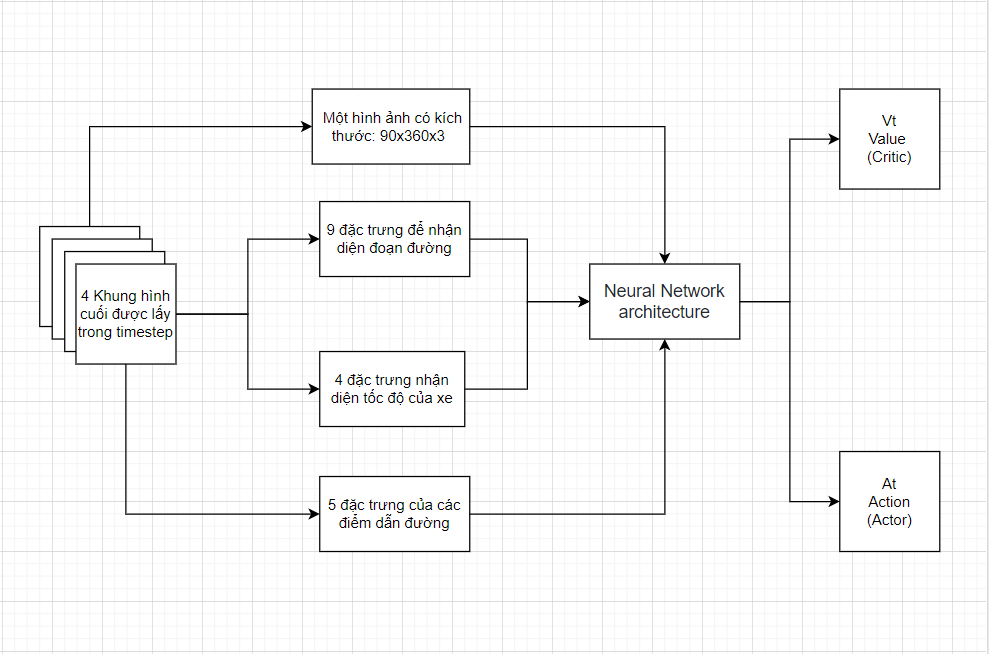 Một hình ảnh có kích
thước: 90x360x3
Vt
Value
(Critic)
9 đặc trưng để nhận
diện đoạn đường
4 Khung hình
cuối được lấy
trong timestep
Neural Network
architecture
4 đặc trưng nhận
diện tốc độ của xe
5 đặc trưng của các
điểm dẫn đường
At
Action
(Actor)